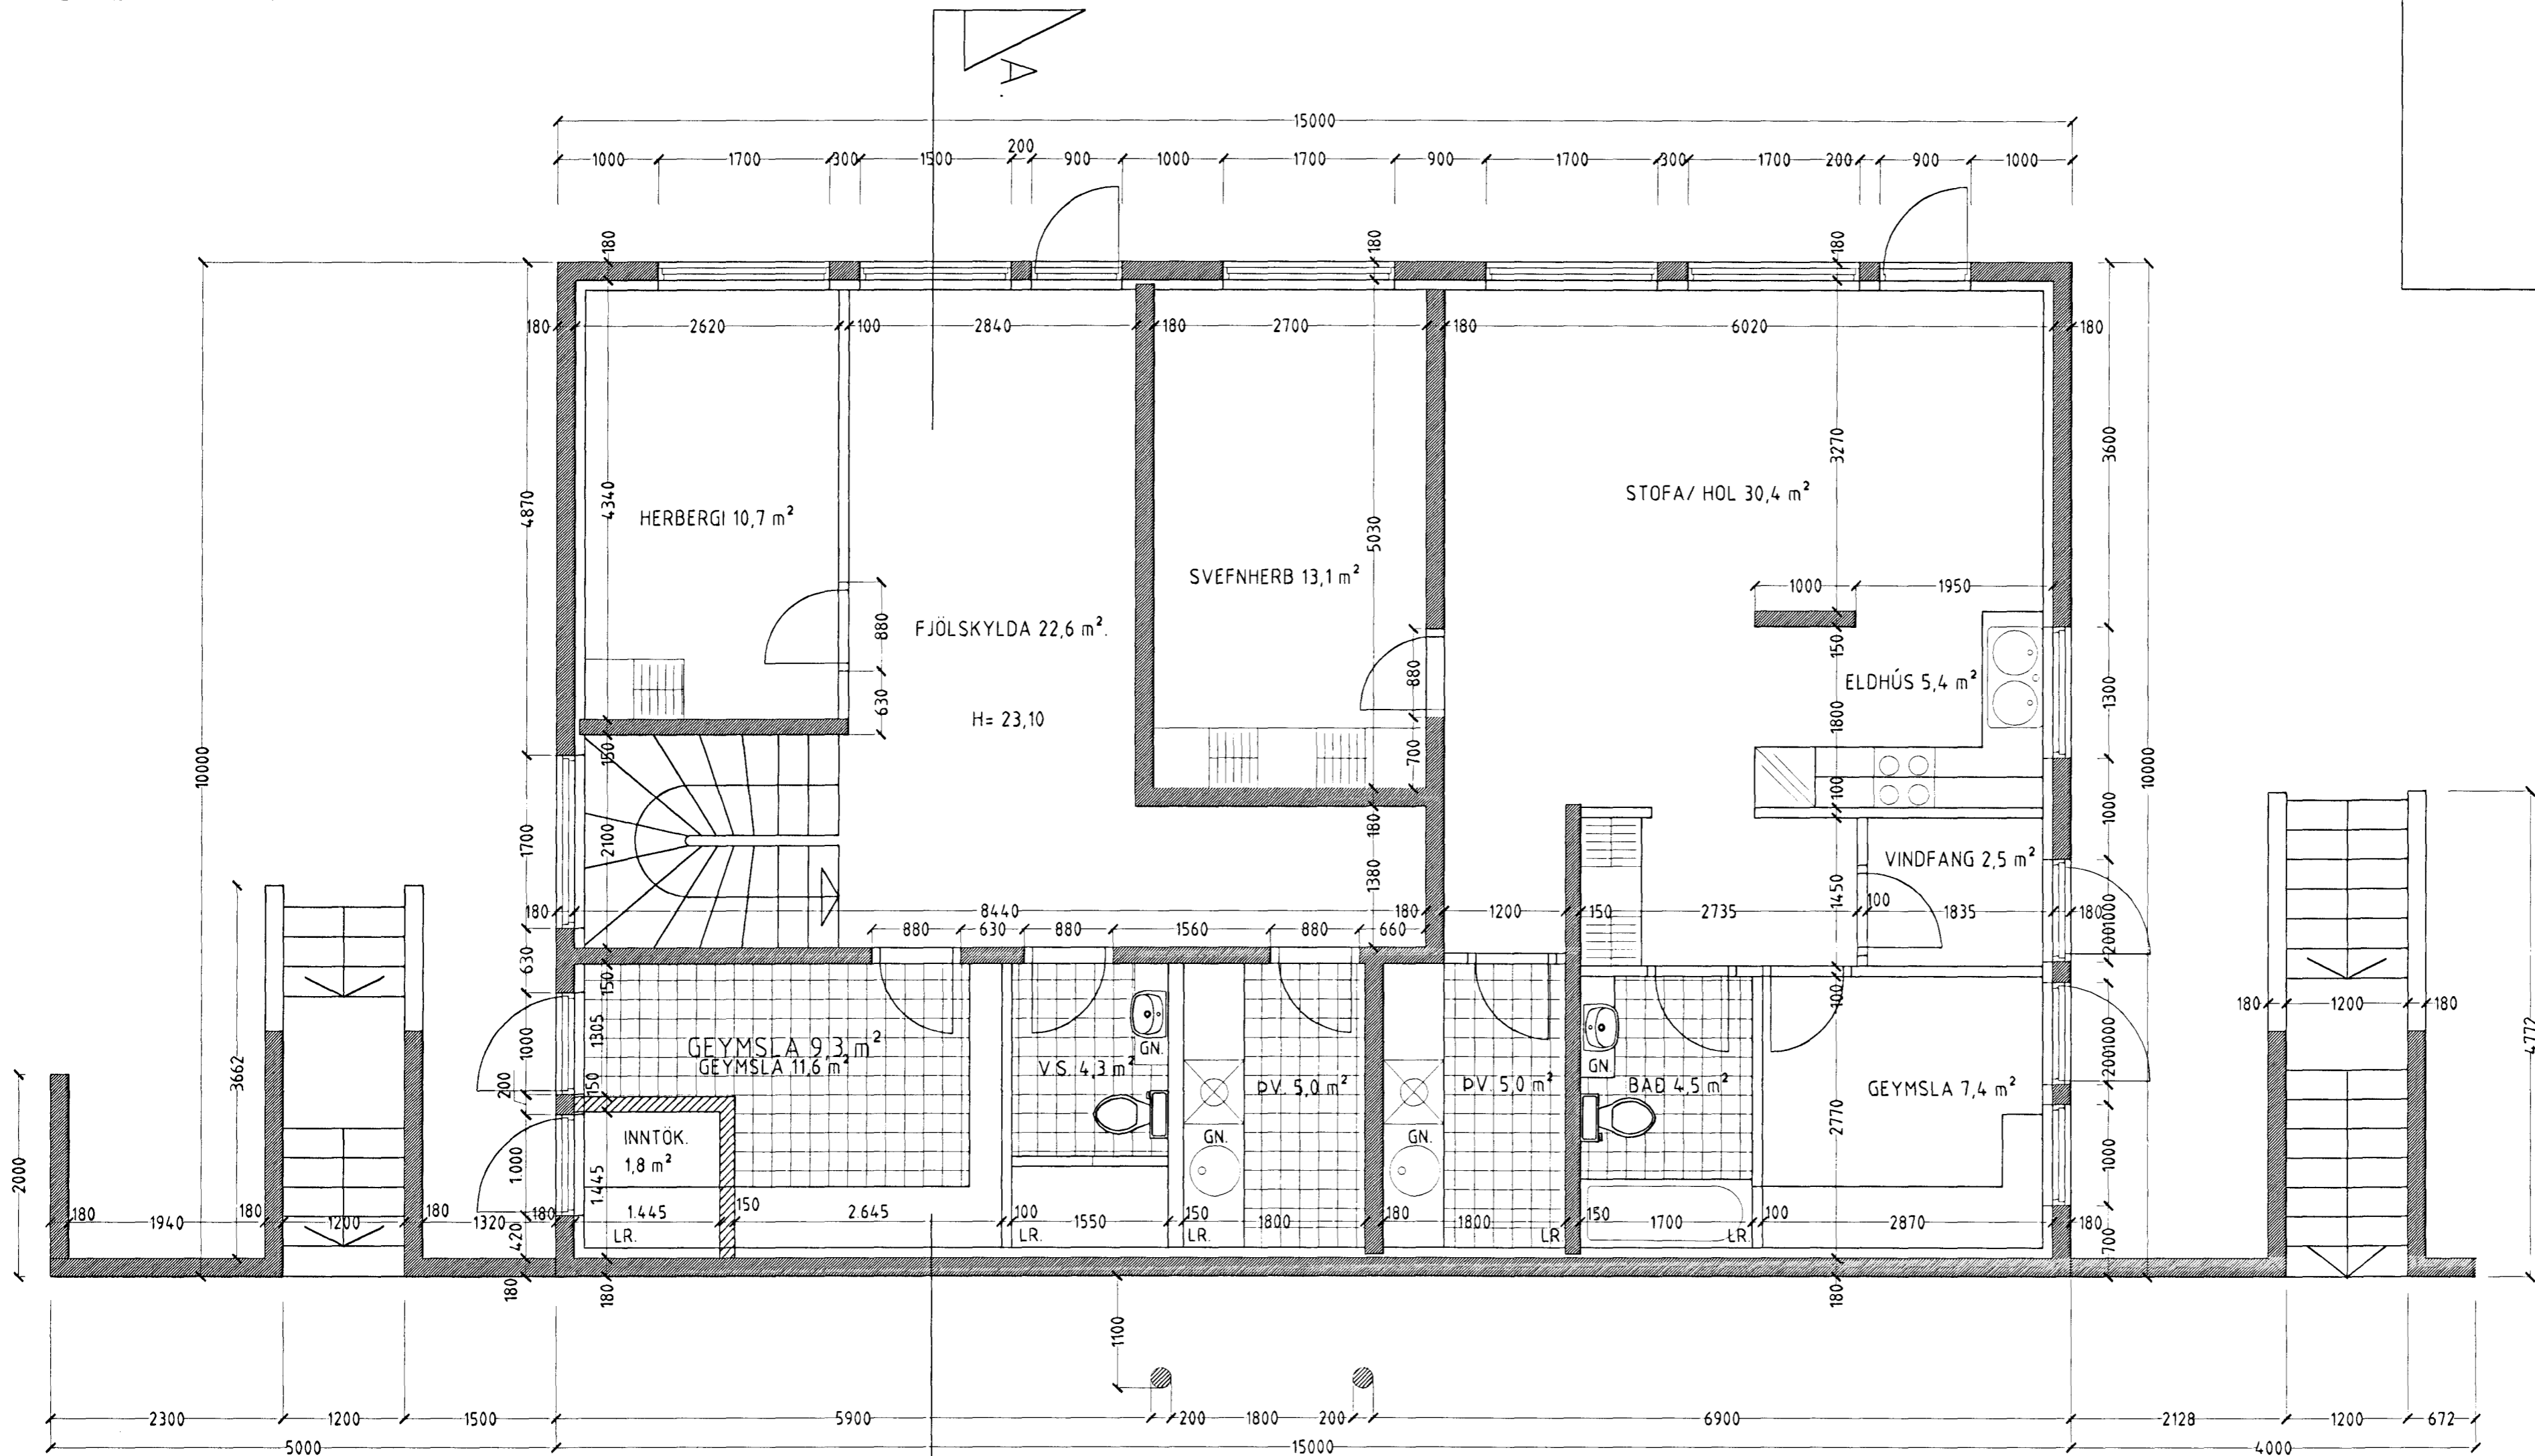 A.
15000
1000 1700 300 1500 200 900 1000 1700 900 1700 300 1700 200 900 1000
180 180 180
180 2620 100 2840 180 2700 180 6020 180
10000
4870
4340
5030
3270
3600
HERBERGI 10,7 m²
STOFA/ HOL 30,4 m²
SVEFNHERB 13,1 m²
1000 1950
FJÖLSKYLDA 22,6 m².
880
630
880
700
150
ELDHÚS 5,4 m²
1800
1300
H= 23,10
10000
150
100
1000
1700
2100
180
1380
VINDFANG 2,5 m²
1450
100
180 8440 180 1200 150 2735 1835 180
880 630 880 1560 880 660
1000
200
630
150
100
3662
1000
1305
GEYMSLA 9,3 m²
GEYMSLA 11,6 m²
GN.
V.S. 4,3 m²
ÞV. 5,0 m²
ÞV. 5,0 m²
GN.
BAÐ 4,5 m²
GEYMSLA 7,4 m²
1000
200
180 1200 180
4772
200
150
INNTÖK.
1,8 m²
GN.
GN.
2770
1000
2000
1.000
1.445
180 1940 180 1200 180 1320 180 1.445 150 2.645 100 1550 150 1800 180 1800 150 1700 100 2870 180
420
LR. LR. LR. LR. LR.
700
180 180 180
1100
2300 1200 1500 5900 200 1800 200 6900 2128 1200 672
5000 15000 4000